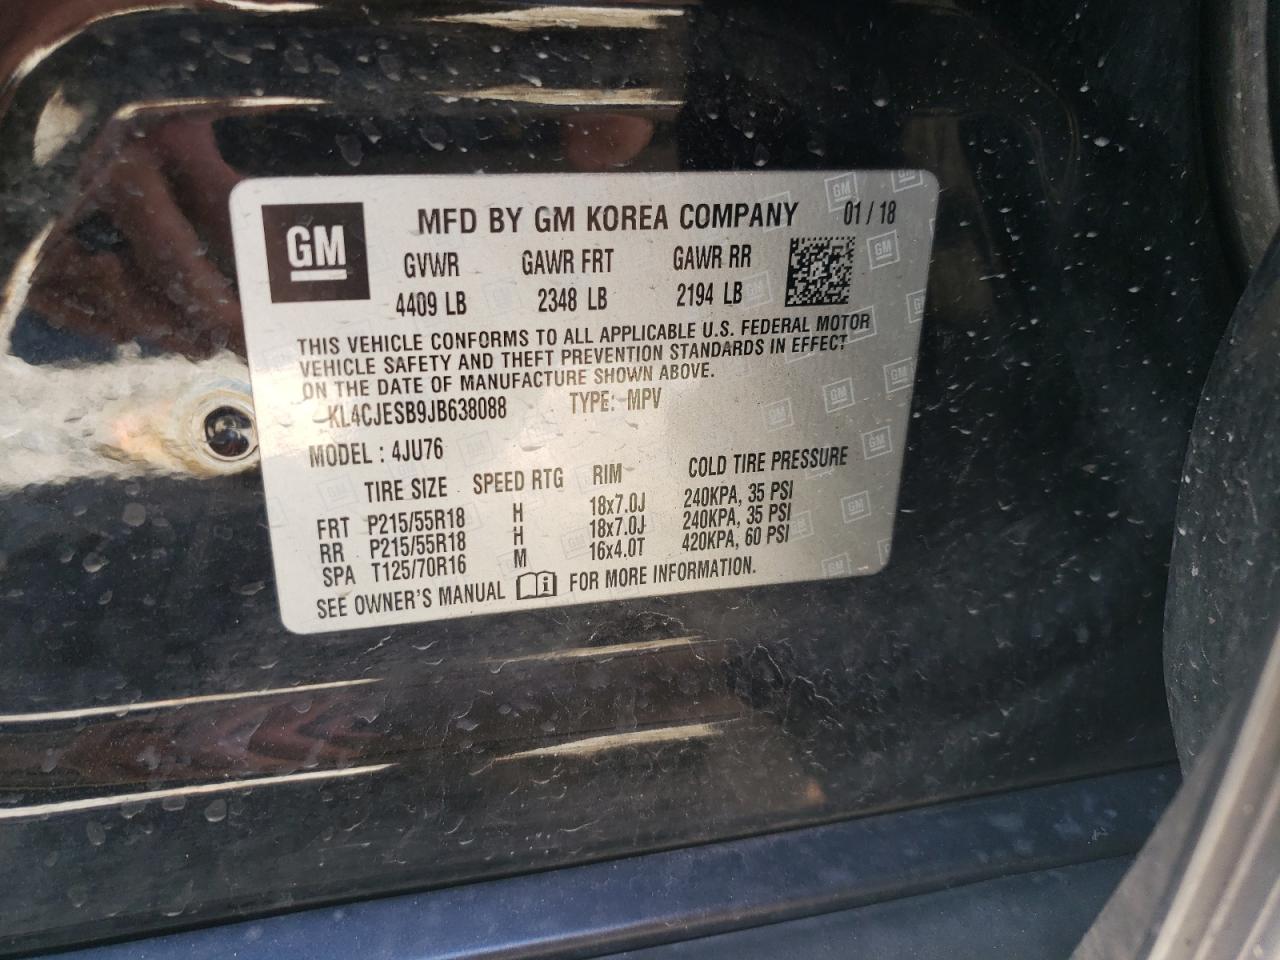 GM
MFD BY GM KOREA COMPANY 01 / 18
GVWR GAWR FRT GAWR RR
4409 LB 2348 LB 2194 LB
THIS VEHICLE CONFORMS TO ALL APPLICABLE U.S. FEDERAL MOTOR
VEHICLE SAFETY AND THEFT PREVENTION STANDARDS IN EFFECT
ON THE DATE OF MANUFACTURE SHOWN ABOVE.
KL4CJESB9JB638088 TYPE: MPV
MODEL : 4JU76
TIRE SIZE SPEED RTG RIM COLD TIRE PRESSURE
FRT P215/55R18 H 18x7.0J 240KPA, 35 PSI
RR P215/55R18 H 18x7.0J 240KPA, 35 PSI
SPA T125/70R16 M 16x4.0T 420KPA, 60 PSI
SEE OWNER'S MANUAL i FOR MORE INFORMATION.